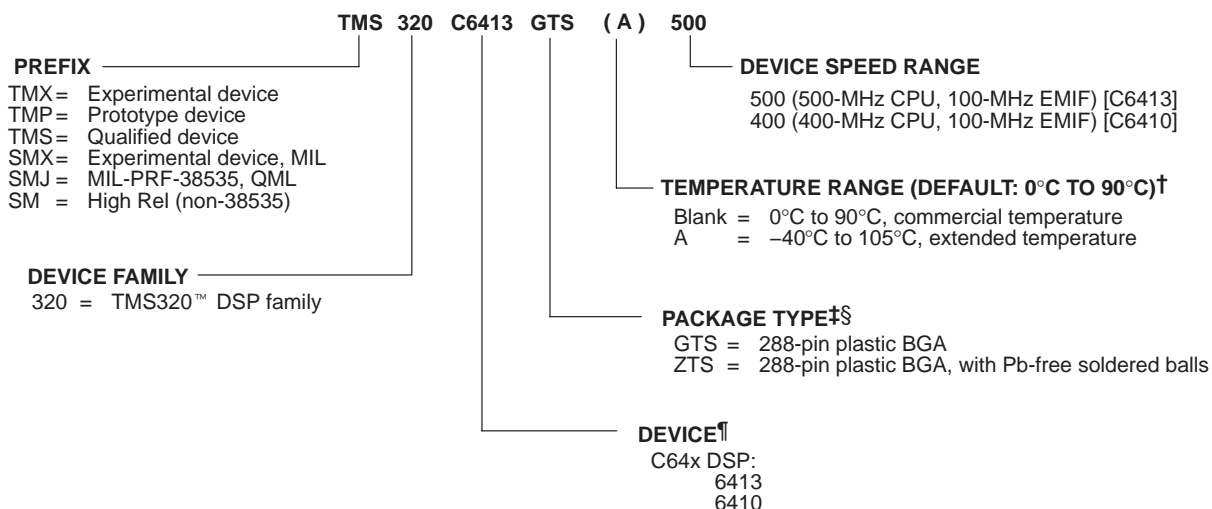 TMS 320 C6413 GTS ( A ) 500
PREFIX
TMX = Experimental device
TMP = Prototype device
TMS = Qualified device
SMX = Experimental device, MIL
SMJ = MIL-PRF-38535, QML
SM = High Rel (non-38535)
DEVICE SPEED RANGE
500 (500-MHz CPU, 100-MHz EMIF) [C6413]
400 (400-MHz CPU, 100-MHz EMIF) [C6410]
TEMPERATURE RANGE (DEFAULT: 0°C TO 90°C)†
Blank = 0°C to 90°C, commercial temperature
A = −40°C to 105°C, extended temperature
DEVICE FAMILY
320 = TMS320™ DSP family
PACKAGE TYPE‡§
GTS = 288-pin plastic BGA
ZTS = 288-pin plastic BGA, with Pb-free soldered balls
DEVICE¶
C64x DSP:
6413
6410